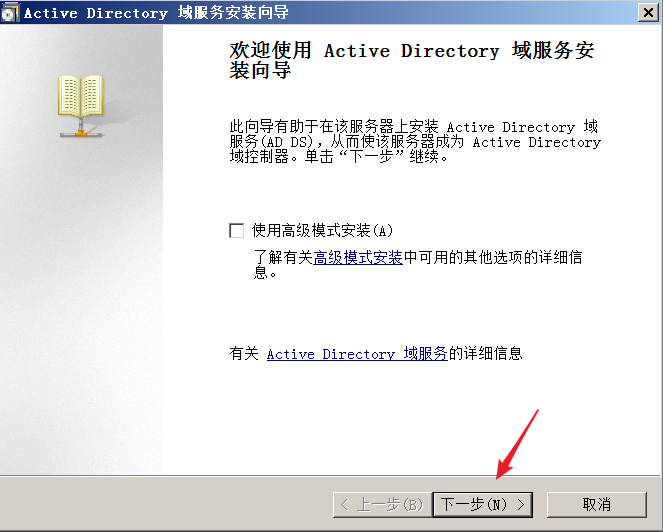 Active Directory 域服务安装向导
欢迎使用 Active Directory 域服务安
装向导
此向导有助于在该服务器上安装 Active Directory 域
服务(AD DS)，从而使该服务器成为 Active Directory
域控制器。单击“下一步”继续。
使用高级模式安装(A)
了解有关高级模式安装中可用的其他选项的详细信
息。
有关 Active Directory 域服务的详细信息
< 上一步(B)
下一步(N) >
取消